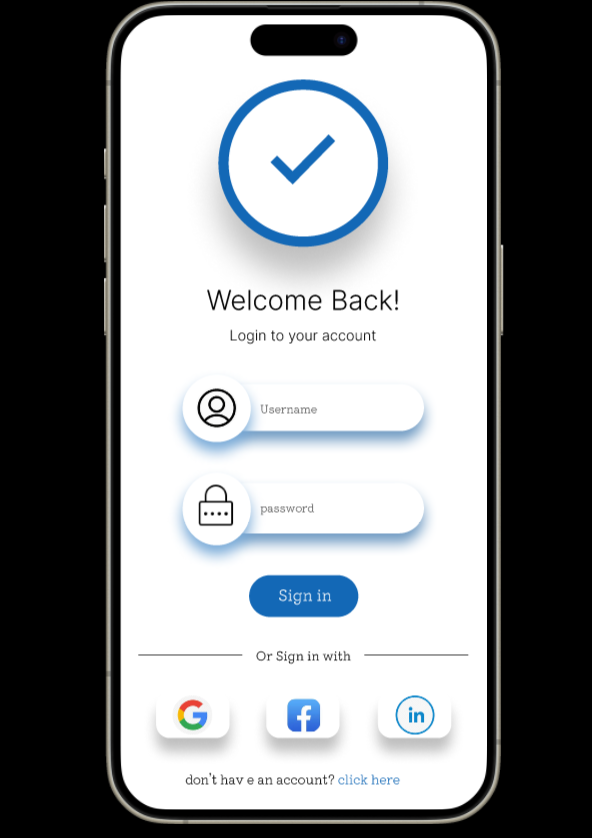 Welcome Back!
Login to your account
Username
password
Sign in
Or Sign in with
in
don't hav e an account? click here